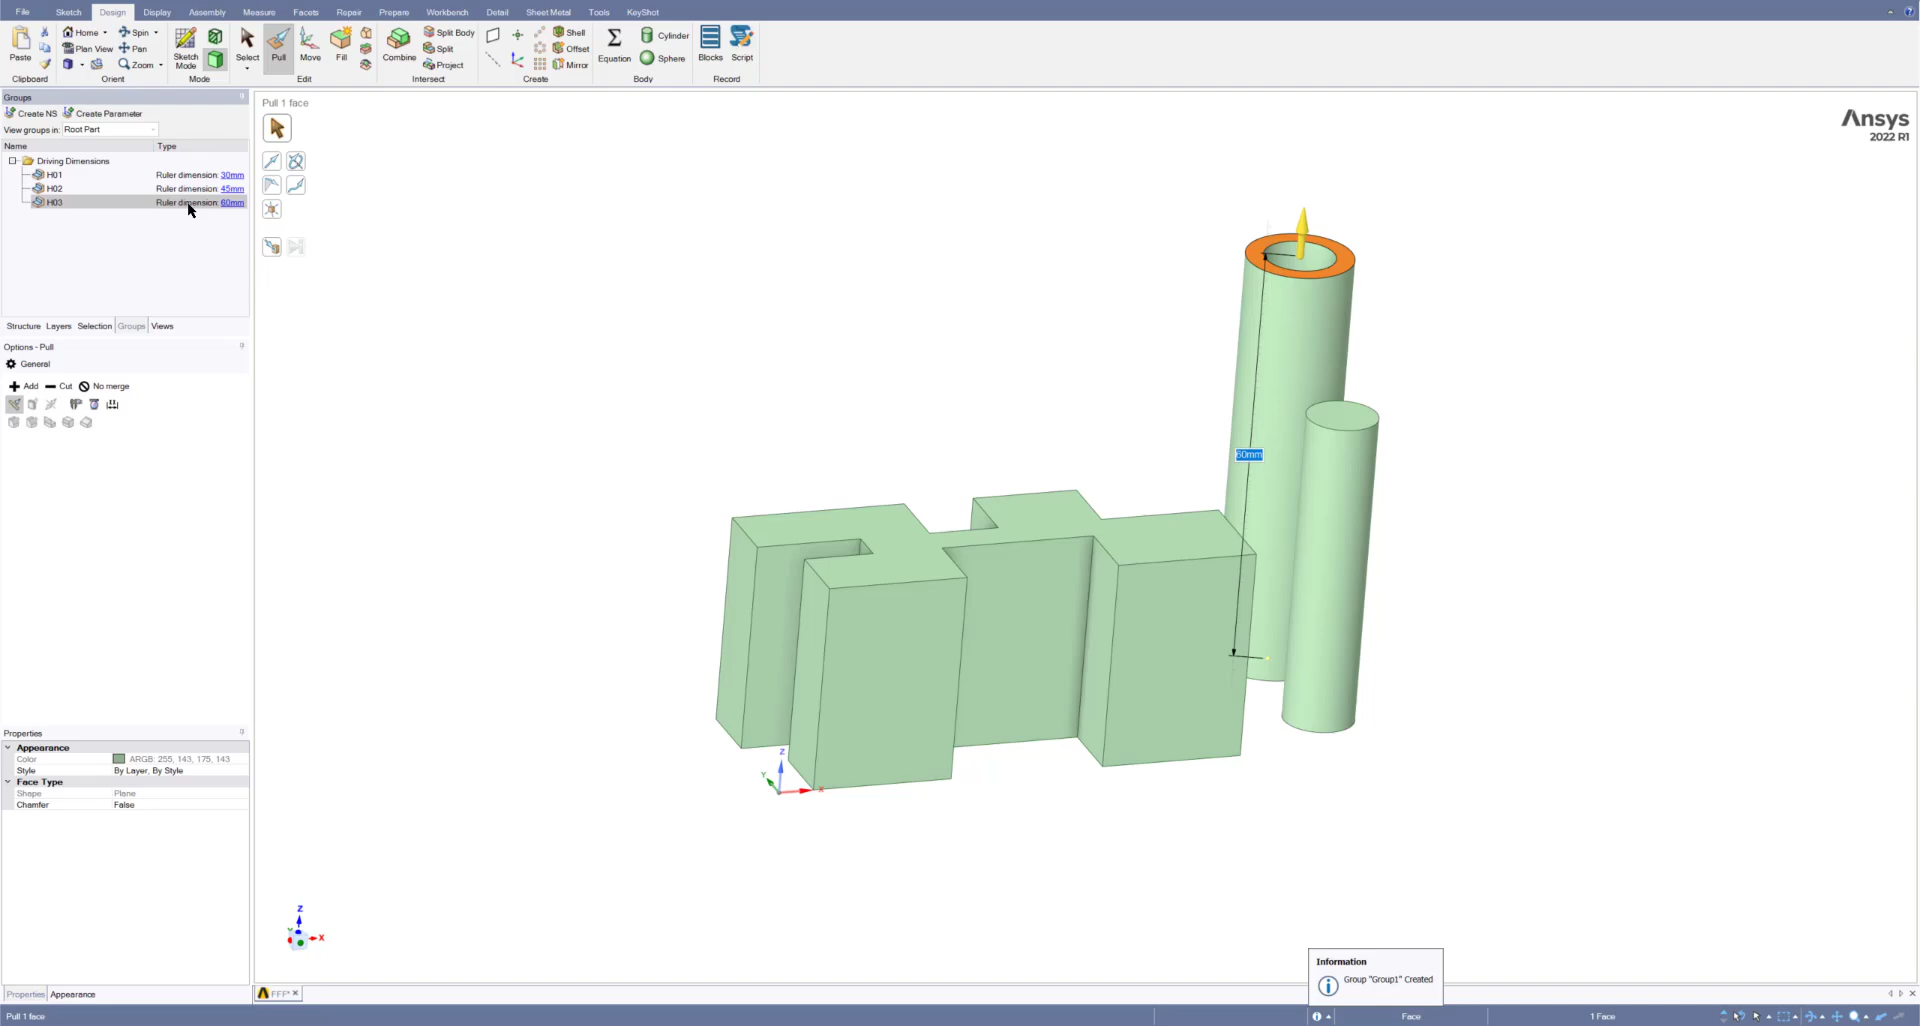 File Sketch Design Display Assembly Measure Facets Repair Prepare Workbench Detail Sheet Metal Tools KeyShot
Paste
Clipboard
Home
Plan View
Spin
Pan
Zoom
Orient
Sketch
Mode
Mode
Select
Pull
Move
Fill
Edit
Combine
Split Body
Split
Project
Intersect
Shell
Offset
Mirror
Create
Equation
Cylinder
Sphere
Body
Blocks
Script
Record
Groups
Create NS Create Parameter
View groups in: Root Part
Name Type
Driving Dimensions
H01 Ruler dimension: 30mm
H02 Ruler dimension: 45mm
H03 Ruler dimension: 60mm
Structure Layers Selection Groups Views
Options - Pull
General
Add Cut No merge
Properties
Appearance
Color ARGB: 255, 143, 175, 143
Style By Layer, By Style
Face Type
Shape Plane
Chamfer False
Properties Appearance
Pull 1 face
Ansys
2022 R1
60mm
Z
Y
X
Z
Y
X
Information
Group "Group1" Created
FFF*
Pull 1 face
Face
1 Face